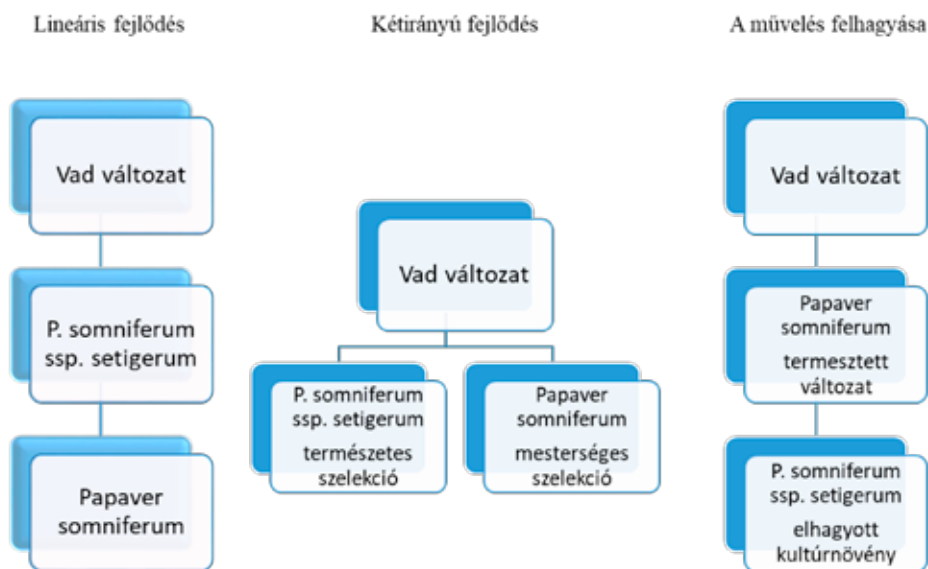 Lineáris fejlődés
Vad változat
P. somniferum
ssp. setigerum
Papaver
somniferum
Kétirányú fejlődés
Vad változat
P. somniferum
ssp. setigerum
természetes
szelekció
Papaver
somniferum
mesterséges
szelekció
A művelés felhagyása
Vad változat
Papaver
somniferum
termesztett
változat
P. somniferum
ssp. setigerum
elhagyott
kultúrnövény